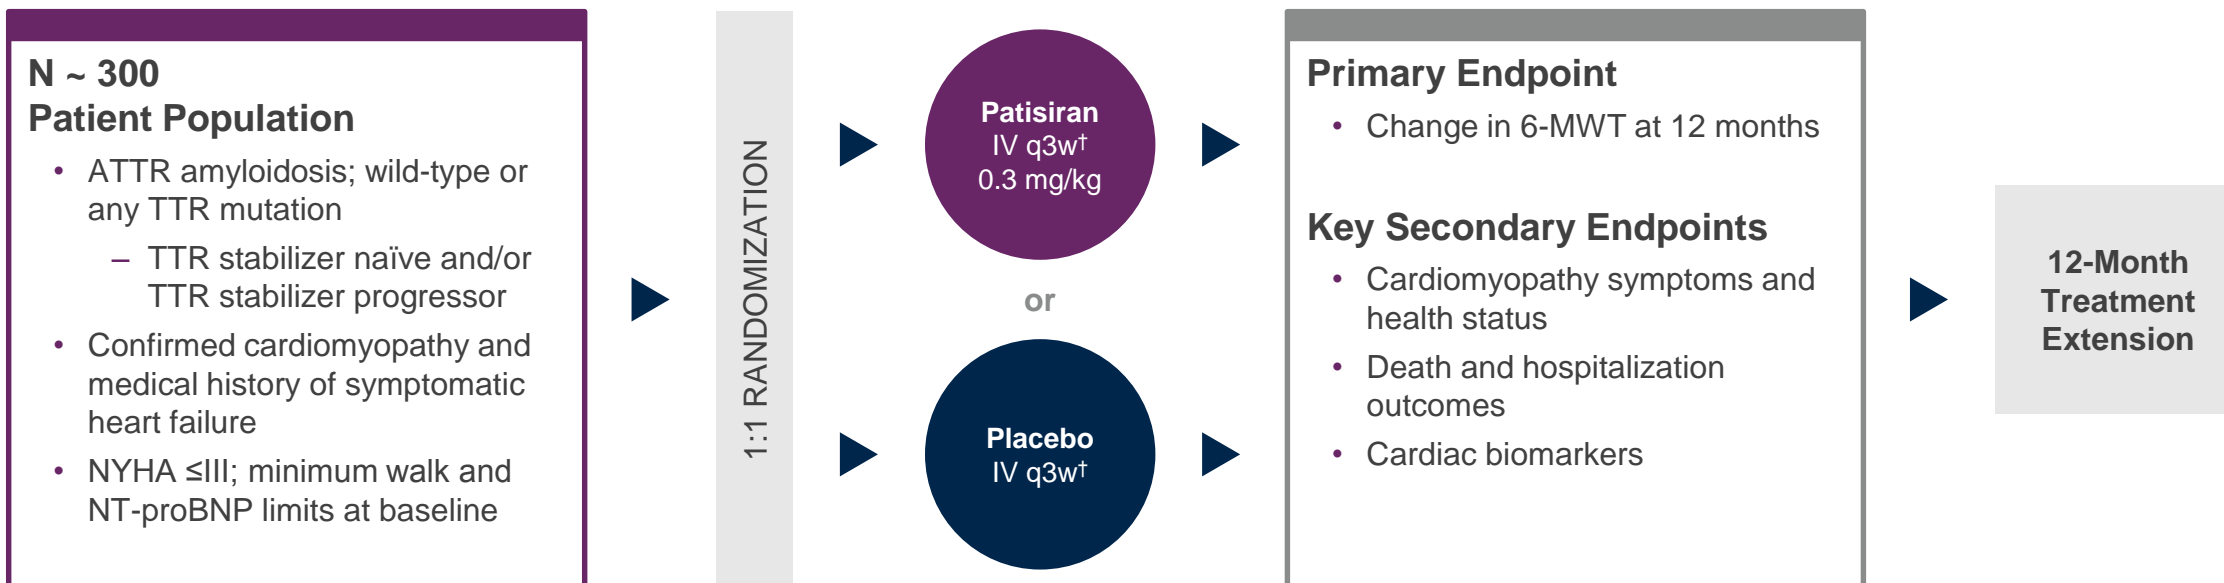 N ~ 300
Patient Population
• ATTR amyloidosis; wild-type or
any TTR mutation
– TTR stabilizer naïve and/or
TTR stabilizer progressor
• Confirmed cardiomyopathy and
medical history of symptomatic
heart failure
• NYHA ≤III; minimum walk and
NT-proBNP limits at baseline
1:1 RANDOMIZATION
Patisiran
IV q3w†
0.3 mg/kg
or
Placebo
IV q3w†
Primary Endpoint
• Change in 6-MWT at 12 months
Key Secondary Endpoints
• Cardiomyopathy symptoms and
health status
• Death and hospitalization
outcomes
• Cardiac biomarkers
12-Month
Treatment
Extension